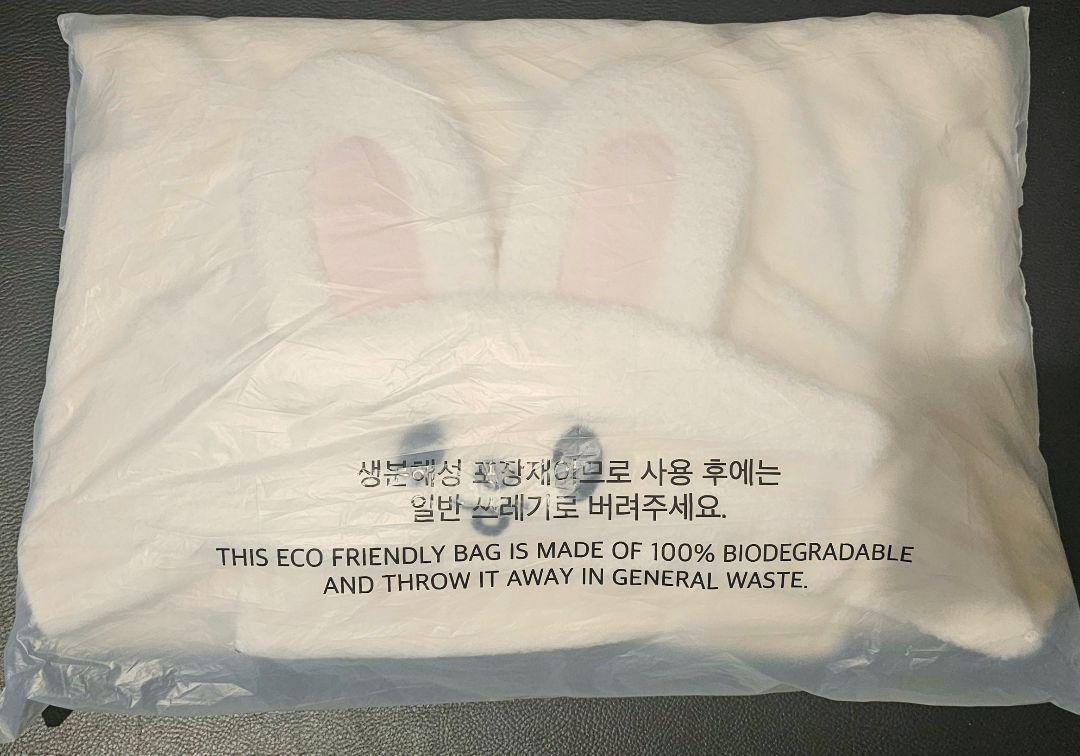 생분해성 포장재이므로 사용 후에는
일반 쓰레기로 버려주세요.
THIS ECO FRIENDLY BAG IS MADE OF 100% BIODEGRADABLE
AND THROW IT AWAY IN GENERAL WASTE.